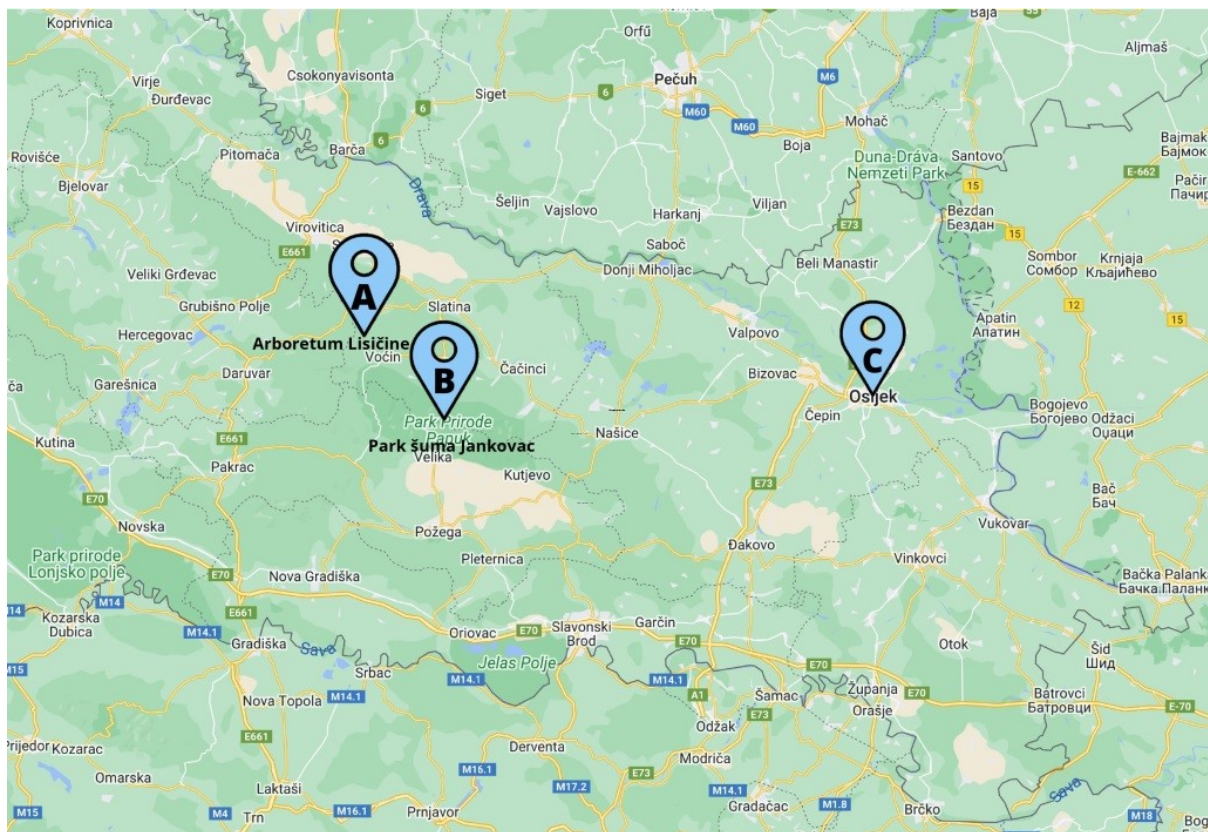 Koprivnica
Virje
Đurđevac
Csokonyavisonta
6
Siget
6
Orfű
Pečuh
M60
M60
M6
55
Baja
Aljmaš
Rovišće
Bjelovar
Pitomača
Barča
6
Mohač
Boja
Duna-Dráva
Nemzeti Park
Santovo
15
E-662
Virovitica
E661
Drava
Šeljin
Vajslovo
Harkanj
Viljan
E73
Bezdan
Бездан
15
Sombor
Сомбор
Krnjaja
Кљајићево
Veliki Grđevac
Grubišno Polje
Hercegovac
Slatina
Saboč
Donji Miholjac
Beli Manastir
12
15
A
Arboretum Lisičine
Voćin
B
Čačinci
Valpovo
Bizovac
C
Osijek
Čepin
Apatin
Апатин
Garešnica
Daruvar
Park Prirode
Papuk
Park šuma Jankovac
Velika
Našice
Bogojevo
Богојево
Odžaci
Оџаци
Kutina
E661
Pakrac
Kutjevo
E70
Novska
Požega
E73
Bač
Бач
Vukovar
Park prirode
Lonjsko polje
Pleternica
Đakovo
Vinkovci
E70
Nova Gradiška
Bačka Palanka
Бачка Паланка
M14
M14
Kozarska
Dubica
E661
M14.1
Gradiška
Sava
Oriovac
E70
Slavonski
Brod
Garčin
E70
Otok
Šid
Шид
M15
Srbac
M14.1
Jelas Polje
M14.1
E70
Nova Topola
M14.1
A1
Šamac
Županja
Orašje
E70
Batrovci
Батровци
E-70
E661
Odžak
E73
Prijedor
Kozarac
Derventa
Modriča
Omarska
Laktaši
M16.1
M17.2
E73
M14.1
M1.8
Sava
M15
M4
Trn
M16.1
Prnjavor
Gradačac
Brčko
M18